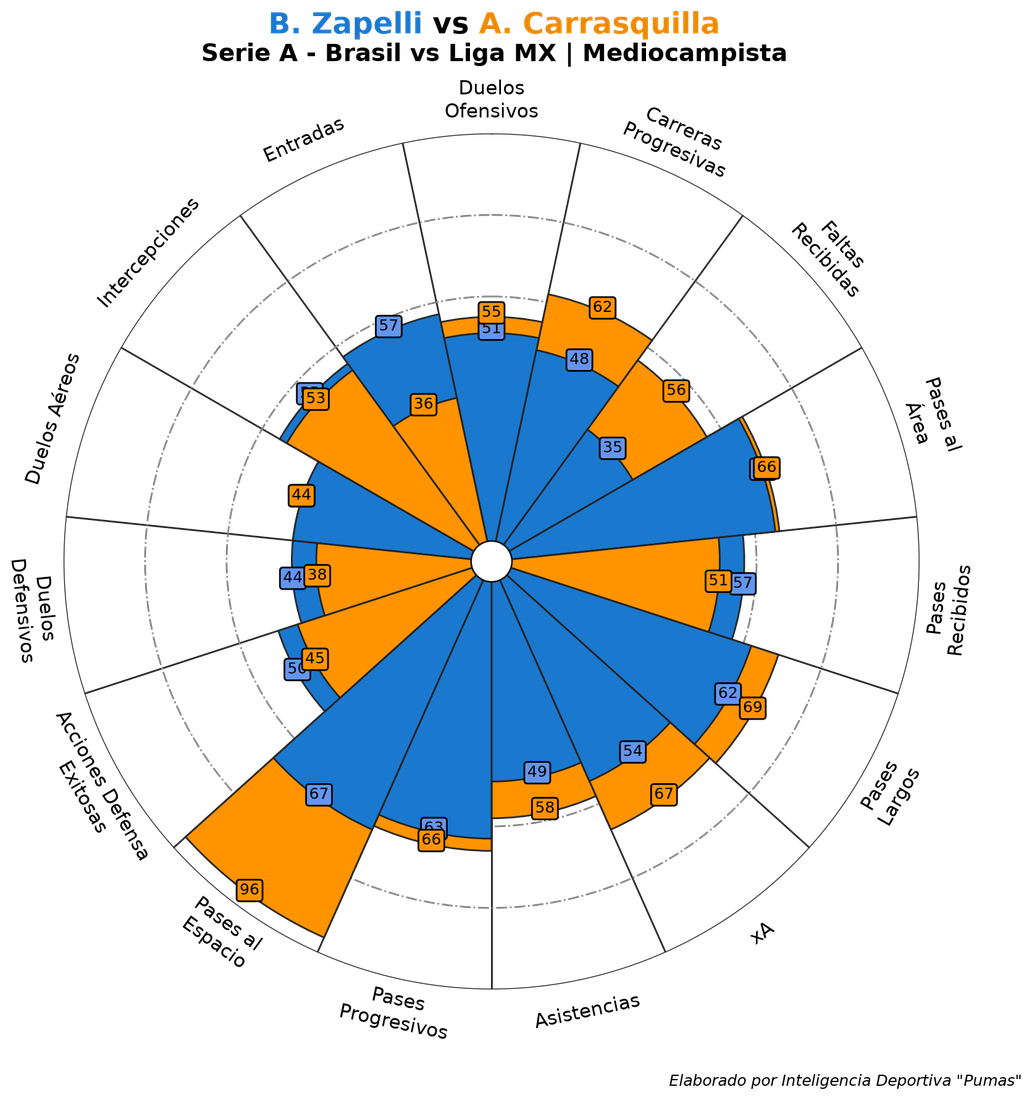 B. Zapelli vs A. Carrasquilla
Serie A - Brasil vs Liga MX | Mediocampista
Duelos
Ofensivos
Carreras
Progresivas
Faltas
Recibidas
Pases al
Área
Pases
Recibidos
Pases
Largos
xA
Asistencias
Pases
Progresivos
Pases al
Espacio
Acciones Defensa
Exitosas
Duelos
Defensivos
Duelos Aéreos
Intercepciones
Entradas
55
51
62
48
56
35
66
51
57
62
69
54
67
49
58
63
66
67
96
50
45
44
38
44
53
57
36
Elaborado por Inteligencia Deportiva "Pumas"